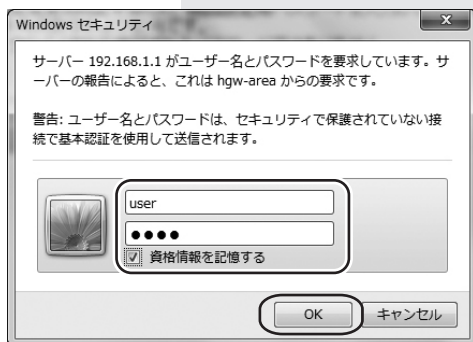 Windows セキュリティ
x
サーバー 192.168.1.1 がユーザー名とパスワードを要求しています。サ
ーバーの報告によると、これは hgw-area からの要求です。
警告: ユーザー名とパスワードは、セキュリティで保護されていない接
続で基本認証を使用して送信されます。
user
●●●●
資格情報を記憶する
OK
キャンセル